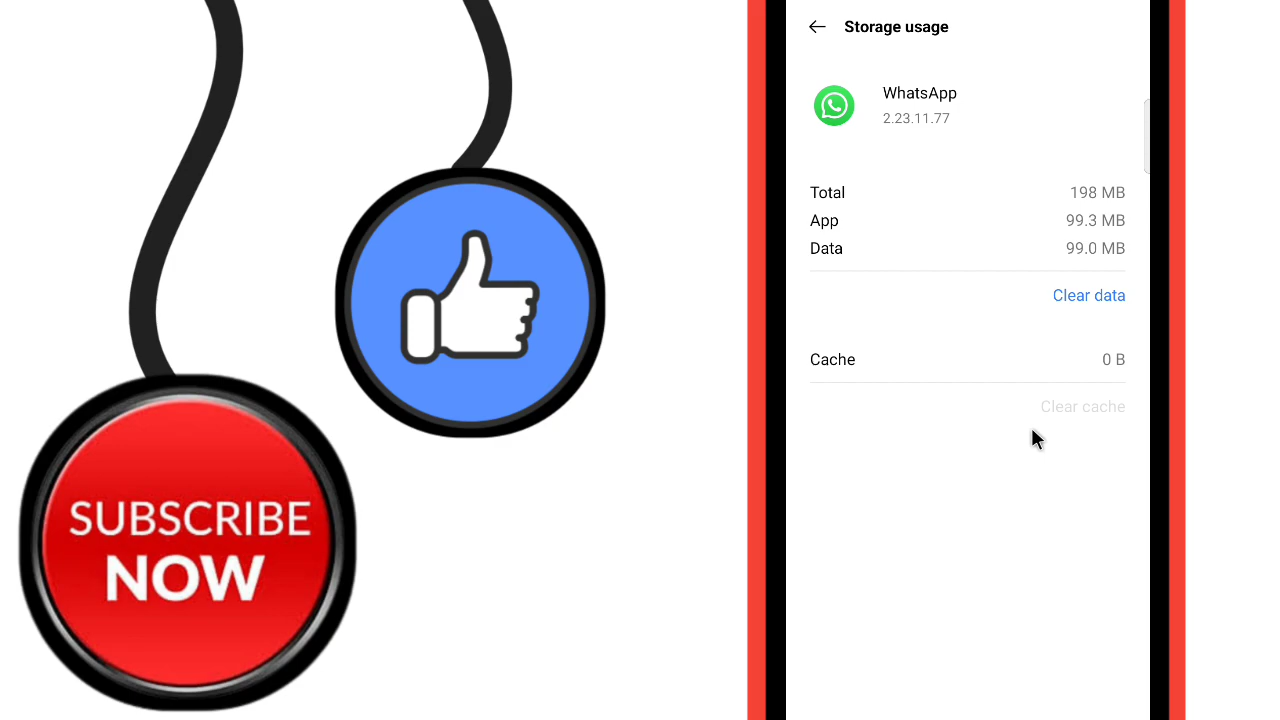 SUBSCRIBE
NOW
Storage usage
WhatsApp
2.23.11.77
Total 198 MB
App 99.3 MB
Data 99.0 MB
Clear data
Cache 0 B
Clear cache